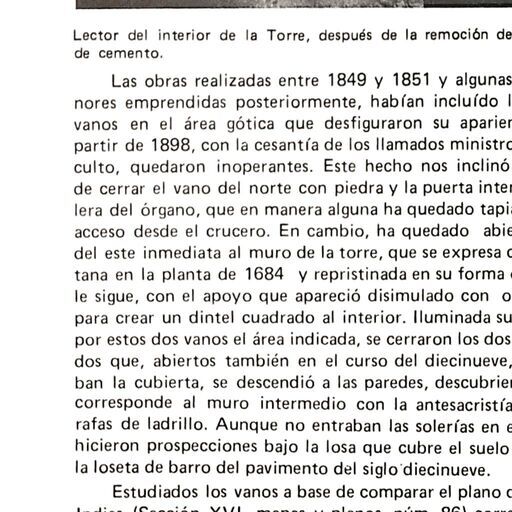 Lector del interior de la Torre, después de la remoción de
de cemento.
Las obras realizadas entre 1849 y 1851 y algunas
nores emprendidas posteriormente, habían incluído l
vanos en el área gótica que desfiguraron su aparien
partir de 1898, con la cesantía de los llamados ministro
culto, quedaron inoperantes. Este hecho nos inclinó
de cerrar el vano del norte con piedra y la puerta inter
lera del órgano, que en manera alguna ha quedado tapia
acceso desde el crucero. En cambio, ha quedado abie
del este inmediata al muro de la torre, que se expresa c
tana en la planta de 1684 y repristinada en su forma
le sigue, con el apoyo que apareció disimulado con o
para crear un dintel cuadrado al interior. Iluminada su
por estos dos vanos el área indicada, se cerraron los dos
dos que, abiertos también en el curso del diecinueve,
ban la cubierta, se descendió a las paredes, descubrier
corresponde al muro intermedio con la antesacristía
rafas de ladrillo. Aunque no entraban las solerías en e
hicieron prospecciones bajo la losa que cubre el suelo
la loseta de barro del pavimento del siglo diecinueve.
Estudiados los vanos a base de comparar el plano d
(Sección XVI, mapas y planos, núm. 86)